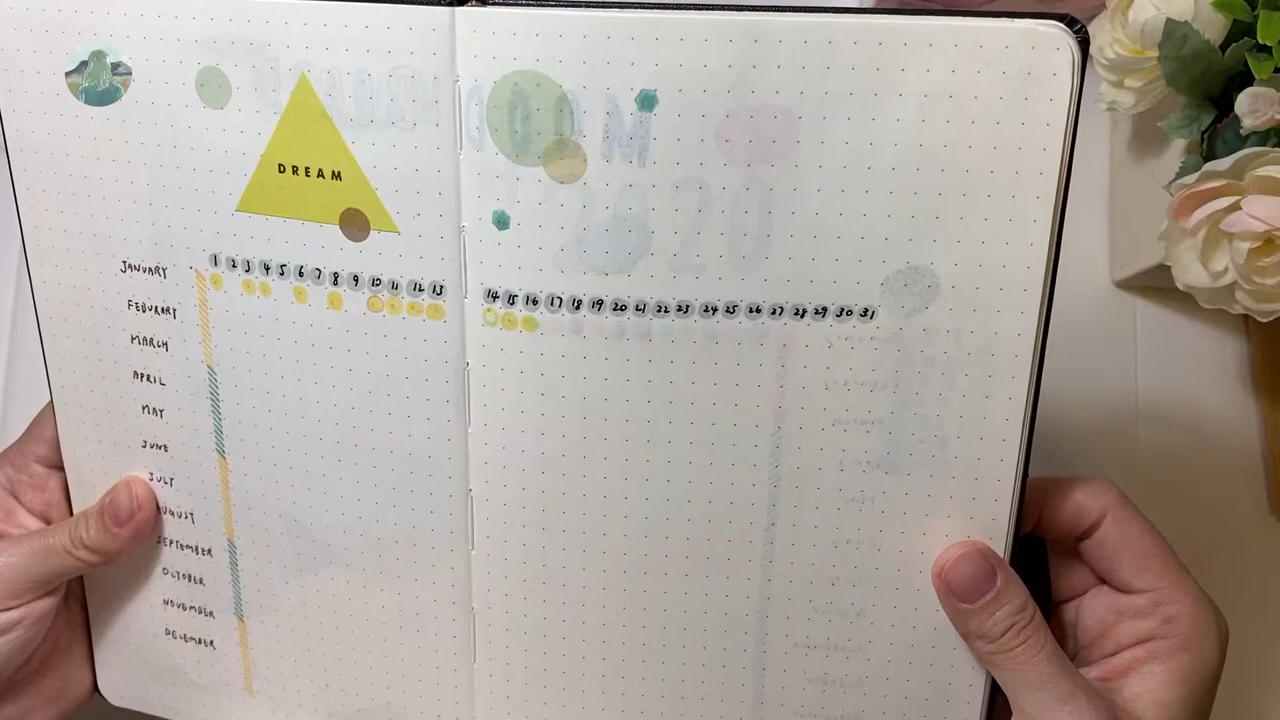 DREAM
JANUARY 1 2 3 4 5 6 7 8 9 10 11 12 13 14 15 16 17 18 19 20 21 22 23 24 25 26 27 28 29 30 31
FEBURARY
MARCH
APRIL
MAY
JUNE
JULY
AUGUST
SEPTEMBER
OCTOBER
NOVEMBER
DECEMBER